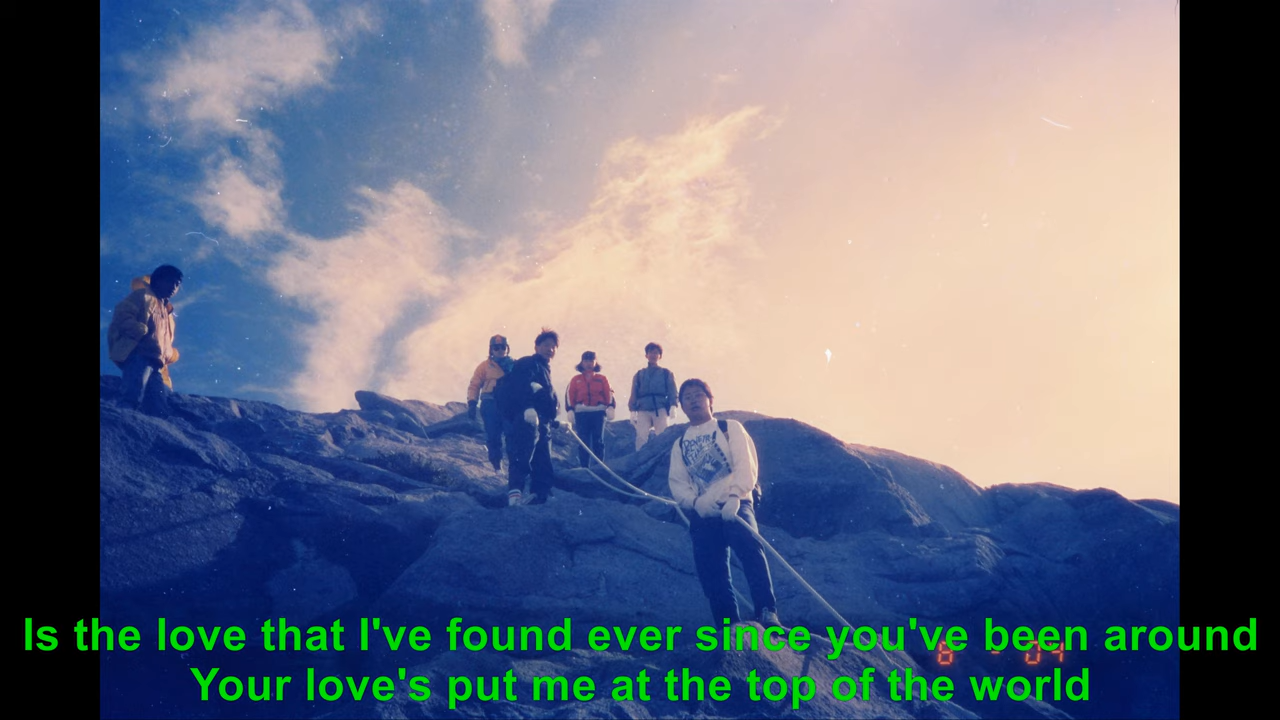 Is the love that I've found ever since you've been around
Your love's put me at the top of the world